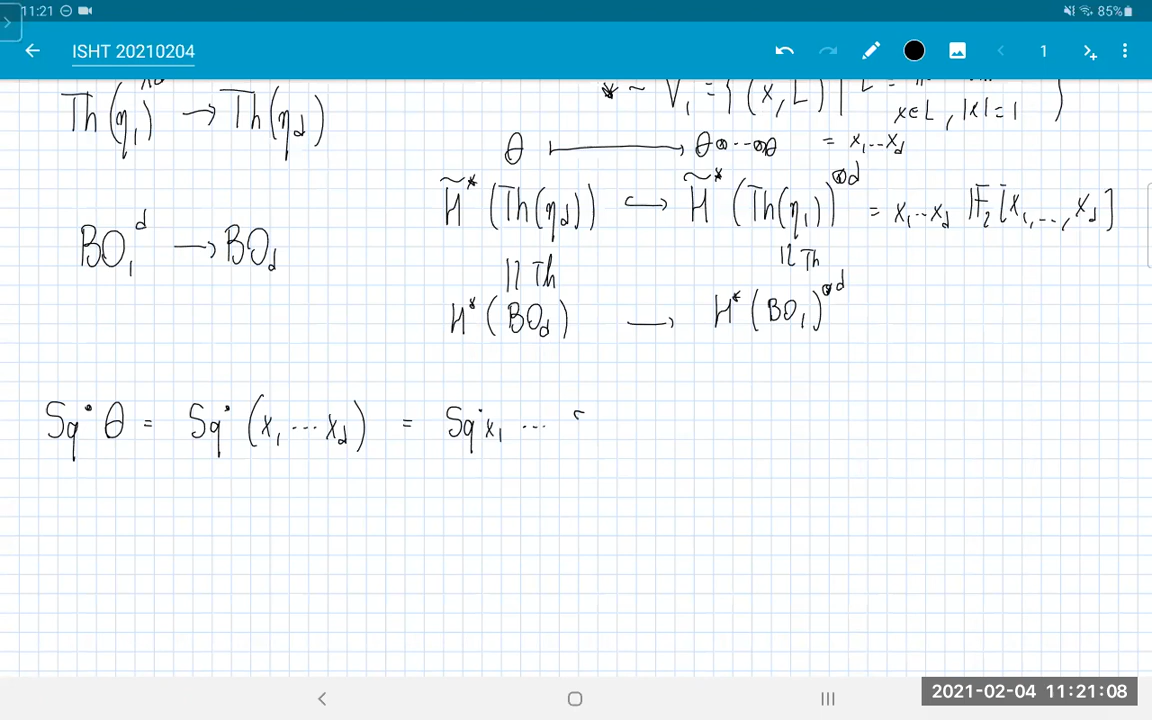 11:21 85%
ISHT 20210204 1
Th(η₁) → Th(η_d)
V₁ = { (x, L) | L =
x ∈ L, |x| = 1 }
θ ↦ θ⊗⋯⊗θ = x₁⋯x_d
H̃*(Th(η_d)) ↪ H̃*(Th(η₁))^{⊗d} = x₁⋯x_d 𝔽₂[x₁,…,x_d]
BO₁^d → BO_d
≀∥ Th ≀∥ Th
H*(BO_d) → H*(BO₁)^{⊗d}
Sq^• θ = Sq^• (x₁⋯x_d) = Sq^• x₁ ⋯
2021-02-04 11:21:08